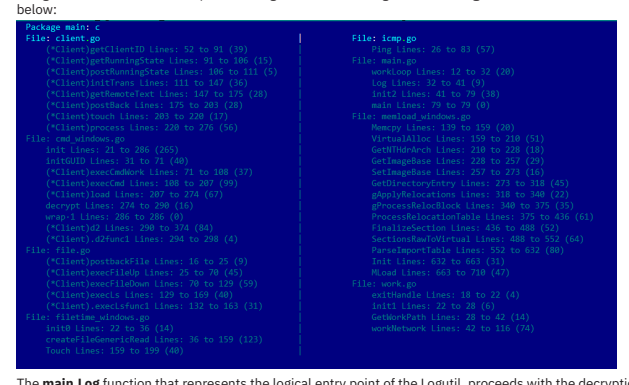 below:
Package main: c
File: client.go
(*Client)getClientID Lines: 52 to 91 (39)
(*Client)getRunningState Lines: 91 to 106 (15)
(*Client)postRunningState Lines: 106 to 111 (5)
(*Client)initTrans Lines: 111 to 147 (36)
(*Client)getRemoteText Lines: 147 to 175 (28)
(*Client)postBack Lines: 175 to 203 (28)
(*Client)touch Lines: 203 to 220 (17)
(*Client)process Lines: 220 to 276 (56)
File: cmd_windows.go
init Lines: 21 to 286 (265)
initGUID Lines: 31 to 71 (40)
(*Client)execCmdWork Lines: 71 to 108 (37)
(*Client)execCmd Lines: 108 to 207 (99)
(*Client)load Lines: 207 to 274 (67)
decrypt Lines: 274 to 290 (16)
wrap-1 Lines: 286 to 286 (0)
(*Client)d2 Lines: 290 to 374 (84)
(*Client).d2func1 Lines: 294 to 298 (4)
File: file.go
(*Client)postbackFile Lines: 16 to 25 (9)
(*Client)execFileUp Lines: 25 to 70 (45)
(*Client)execFileDown Lines: 70 to 129 (59)
(*Client)execLs Lines: 129 to 169 (40)
(*Client).execLsfunc1 Lines: 132 to 163 (31)
File: filetime_windows.go
init0 Lines: 22 to 36 (14)
createFileGenericRead Lines: 36 to 159 (123)
Touch Lines: 159 to 199 (40)
File: icmp.go
Ping Lines: 26 to 83 (57)
File: main.go
workLoop Lines: 12 to 32 (20)
Log Lines: 32 to 41 (9)
init2 Lines: 41 to 79 (38)
main Lines: 79 to 79 (0)
File: memload_windows.go
Memcpy Lines: 139 to 159 (20)
VirtualAlloc Lines: 159 to 210 (51)
GetNTHdrArch Lines: 210 to 228 (18)
GetImageBase Lines: 228 to 257 (29)
SetImageBase Lines: 257 to 273 (16)
GetDirectoryEntry Lines: 273 to 318 (45)
gApplyRelocations Lines: 318 to 340 (22)
gProcessRelocBlock Lines: 340 to 375 (35)
ProcessRelocationTable Lines: 375 to 436 (61)
FinalizeSection Lines: 436 to 488 (52)
SectionsRawToVirtual Lines: 488 to 552 (64)
ParseImportTable Lines: 552 to 632 (80)
Init Lines: 632 to 663 (31)
MLoad Lines: 663 to 710 (47)
File: work.go
exitHandle Lines: 18 to 22 (4)
init1 Lines: 22 to 28 (6)
GetWorkPath Lines: 28 to 42 (14)
workNetwork Lines: 42 to 116 (74)
The main.Log function that represents the logical entry point of the Logutil, proceeds with the